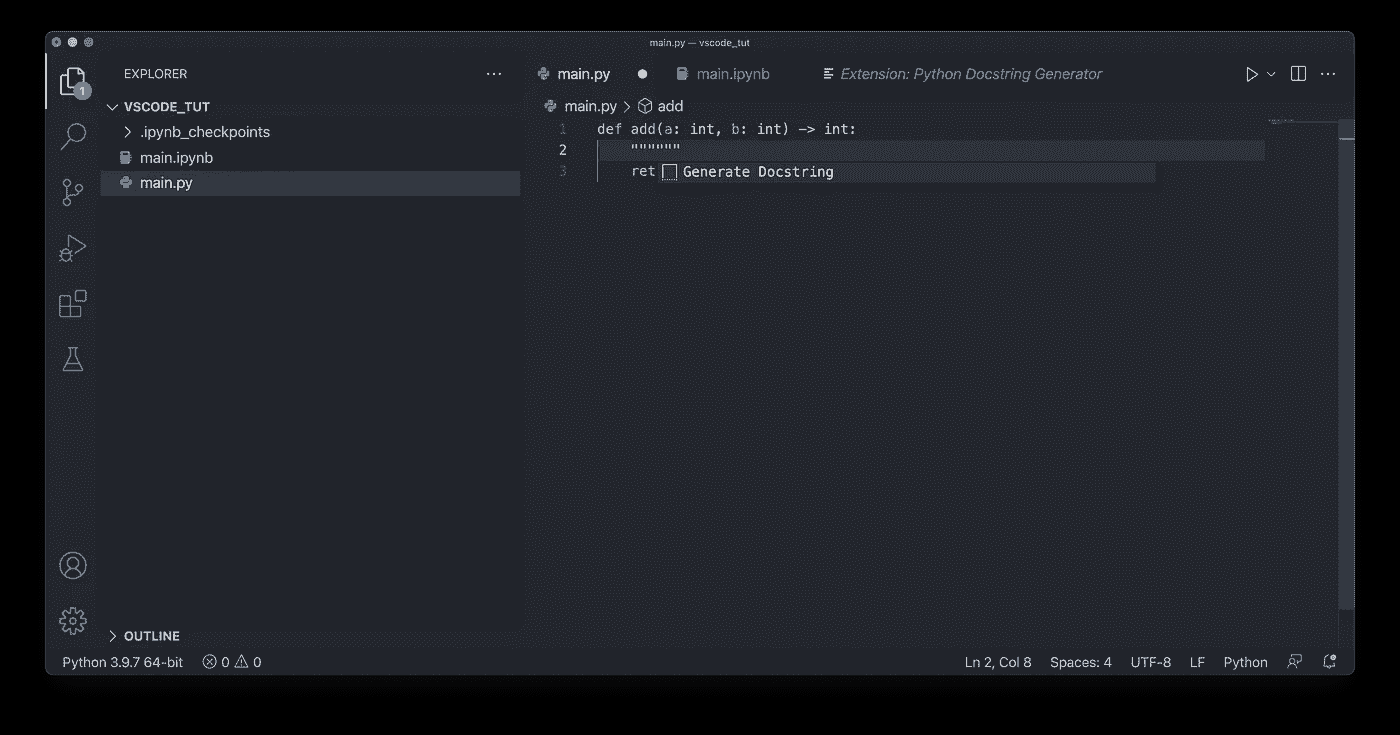 main.py — vscode_tut
EXPLORER
1
VSCODE_TUT
.ipynb_checkpoints
main.ipynb
main.py
OUTLINE
main.py
main.ipynb
Extension: Python Docstring Generator
main.py > add
1 def add(a: int, b: int) -> int:
2 """"""
3 ret
Generate Docstring
Python 3.9.7 64-bit 0 0
Ln 2, Col 8 Spaces: 4 UTF-8 LF Python